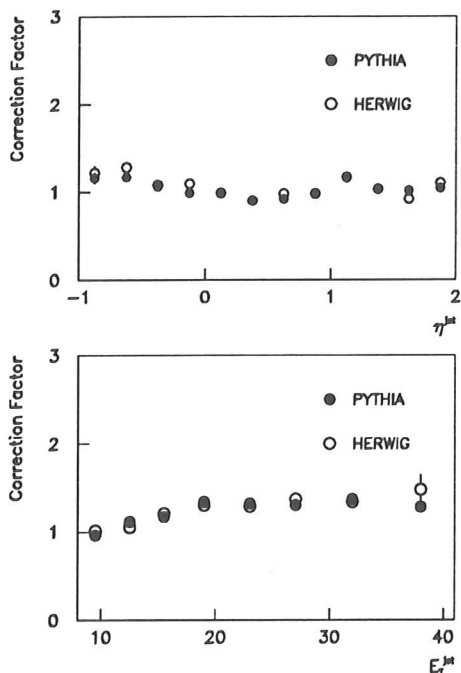 Correction Factor
3
PYTHIA
HERWIG
2
1
0
-1 0 1 2
η^jet
Correction Factor
3
PYTHIA
HERWIG
2
1
0
10 20 30 40
E_T^jet